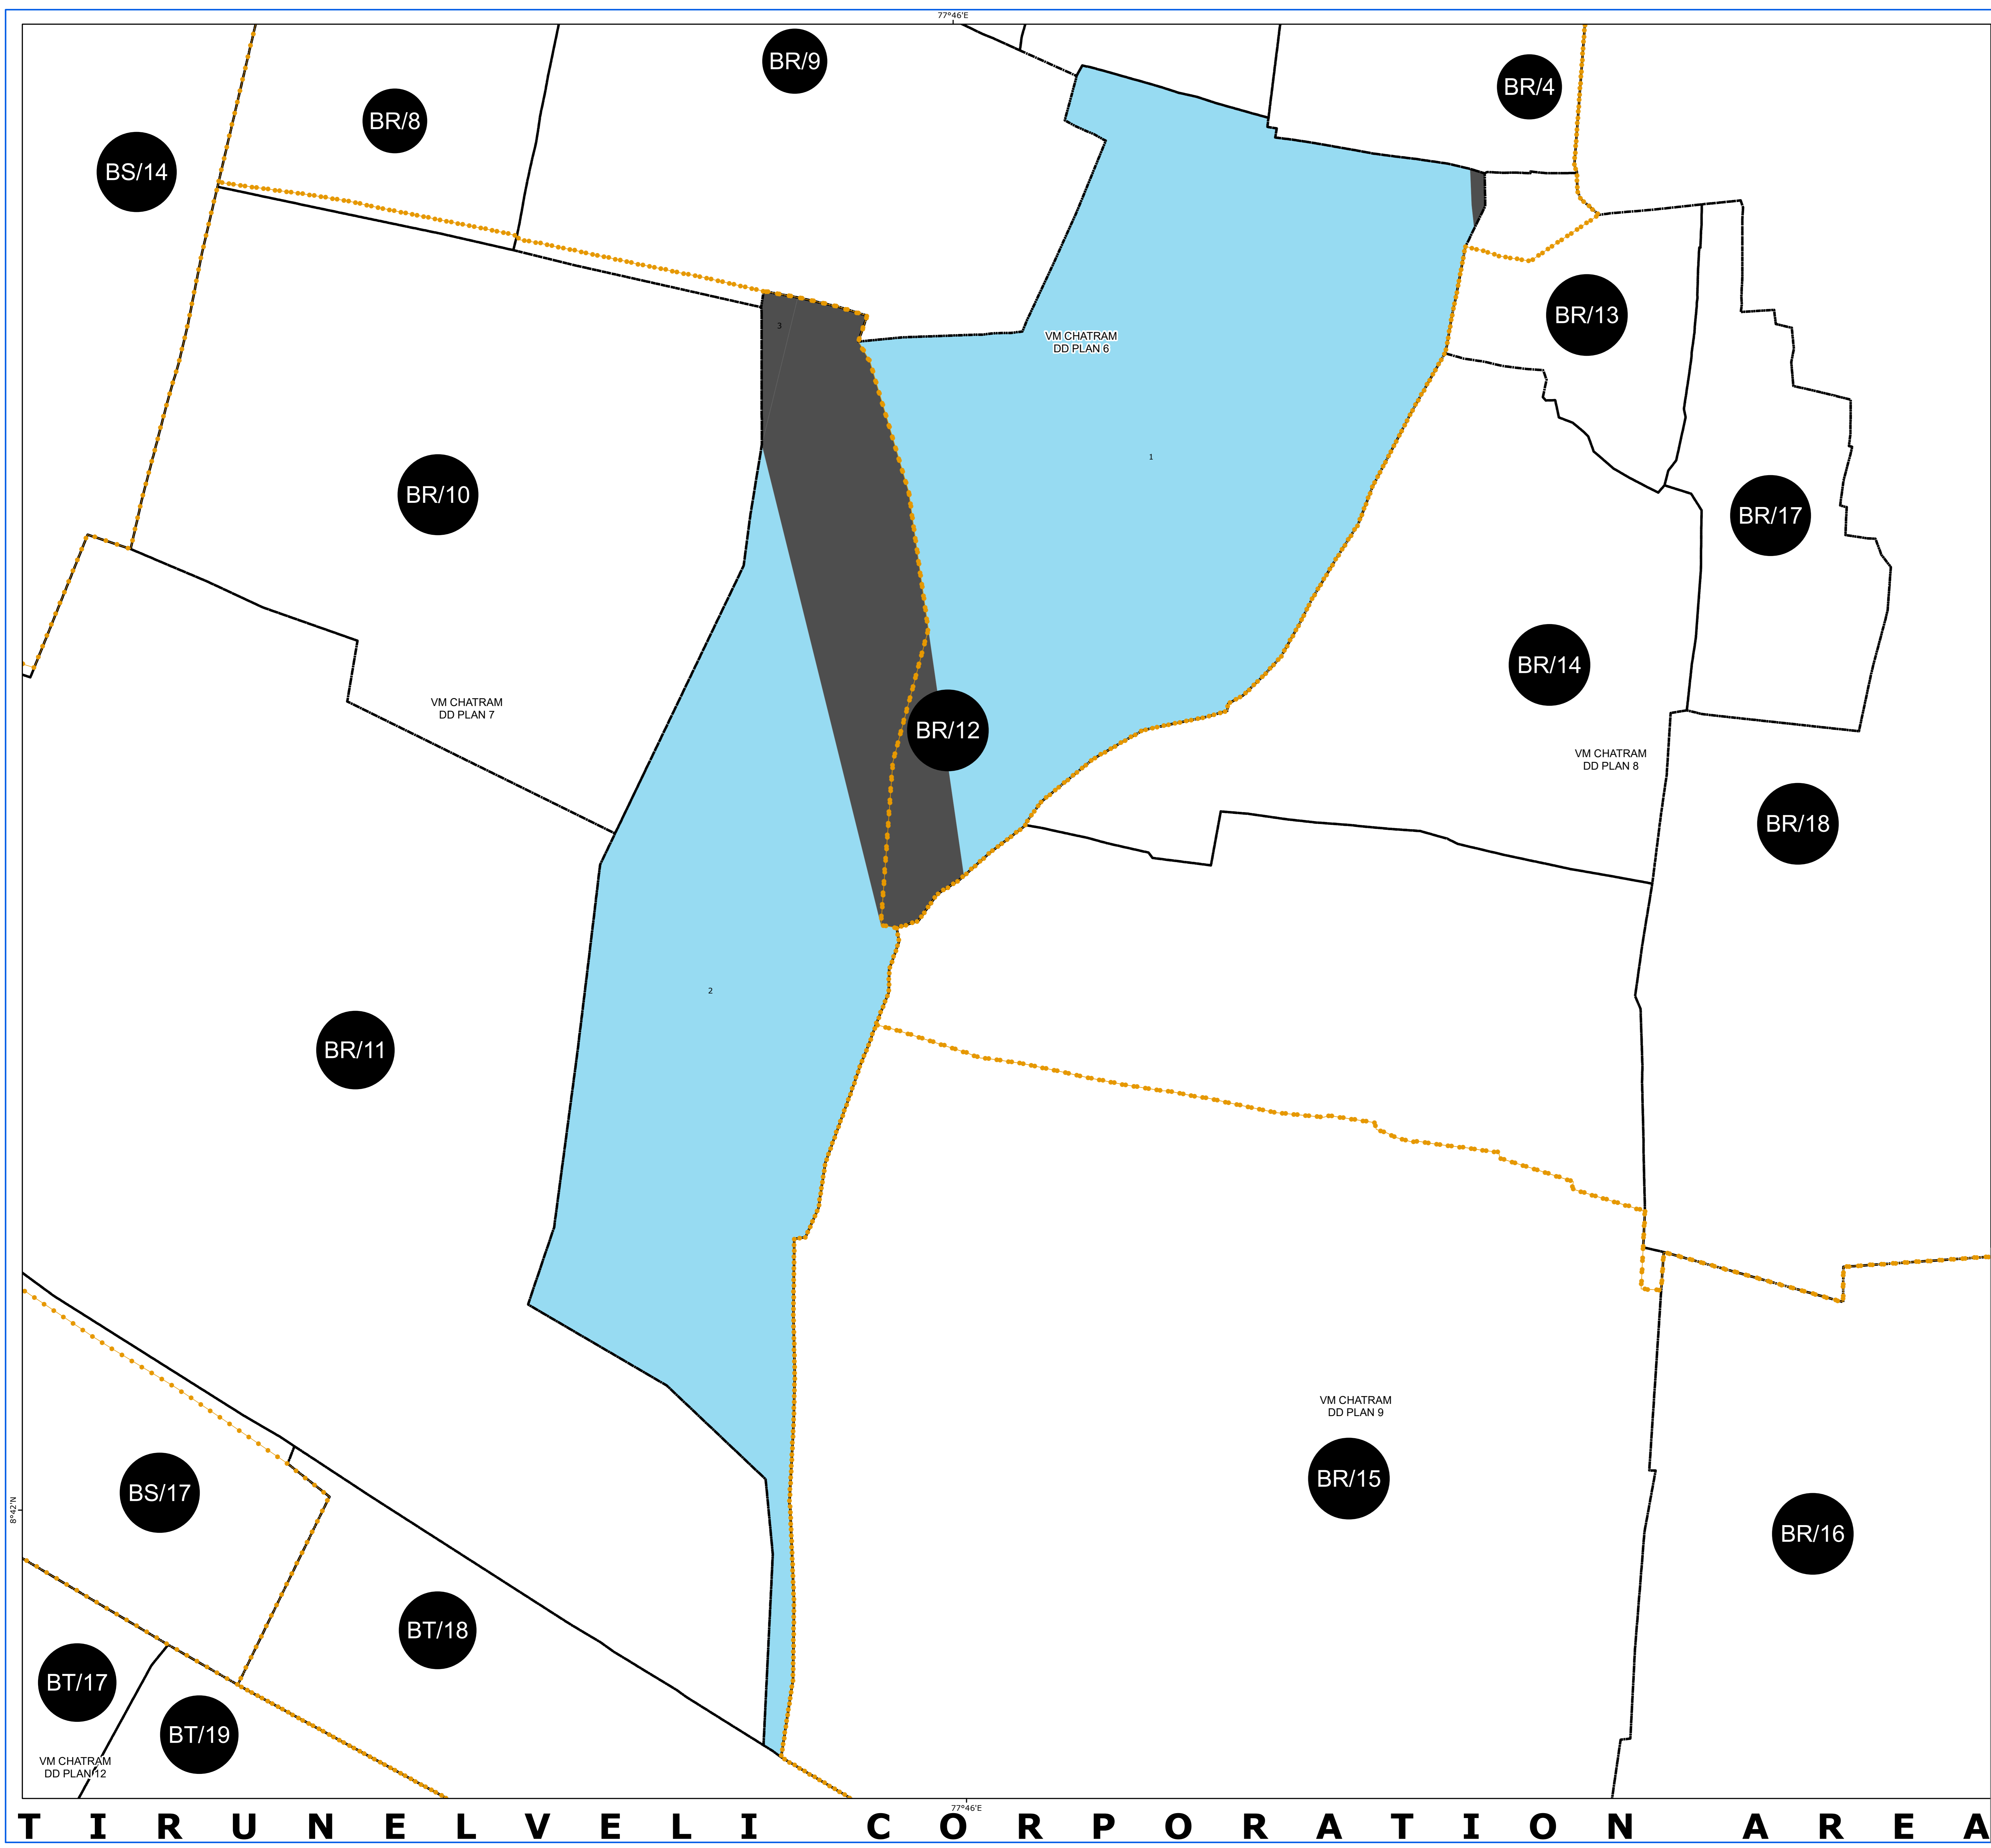 77°46'E
BR/9
BR/4
BR/8
BS/14
BR/13
3
VM CHATRAM
DD PLAN 6
1
BR/10
BR/17
BR/14
VM CHATRAM
DD PLAN 7
BR/12
VM CHATRAM
DD PLAN 8
BR/18
2
BR/11
VM CHATRAM
DD PLAN 9
BR/15
BS/17
8°42'N
BR/16
BT/18
BT/17
BT/19
VM CHATRAM
DD PLAN 12
77°46'E
TIRUNELVELI CORPORATION AREA